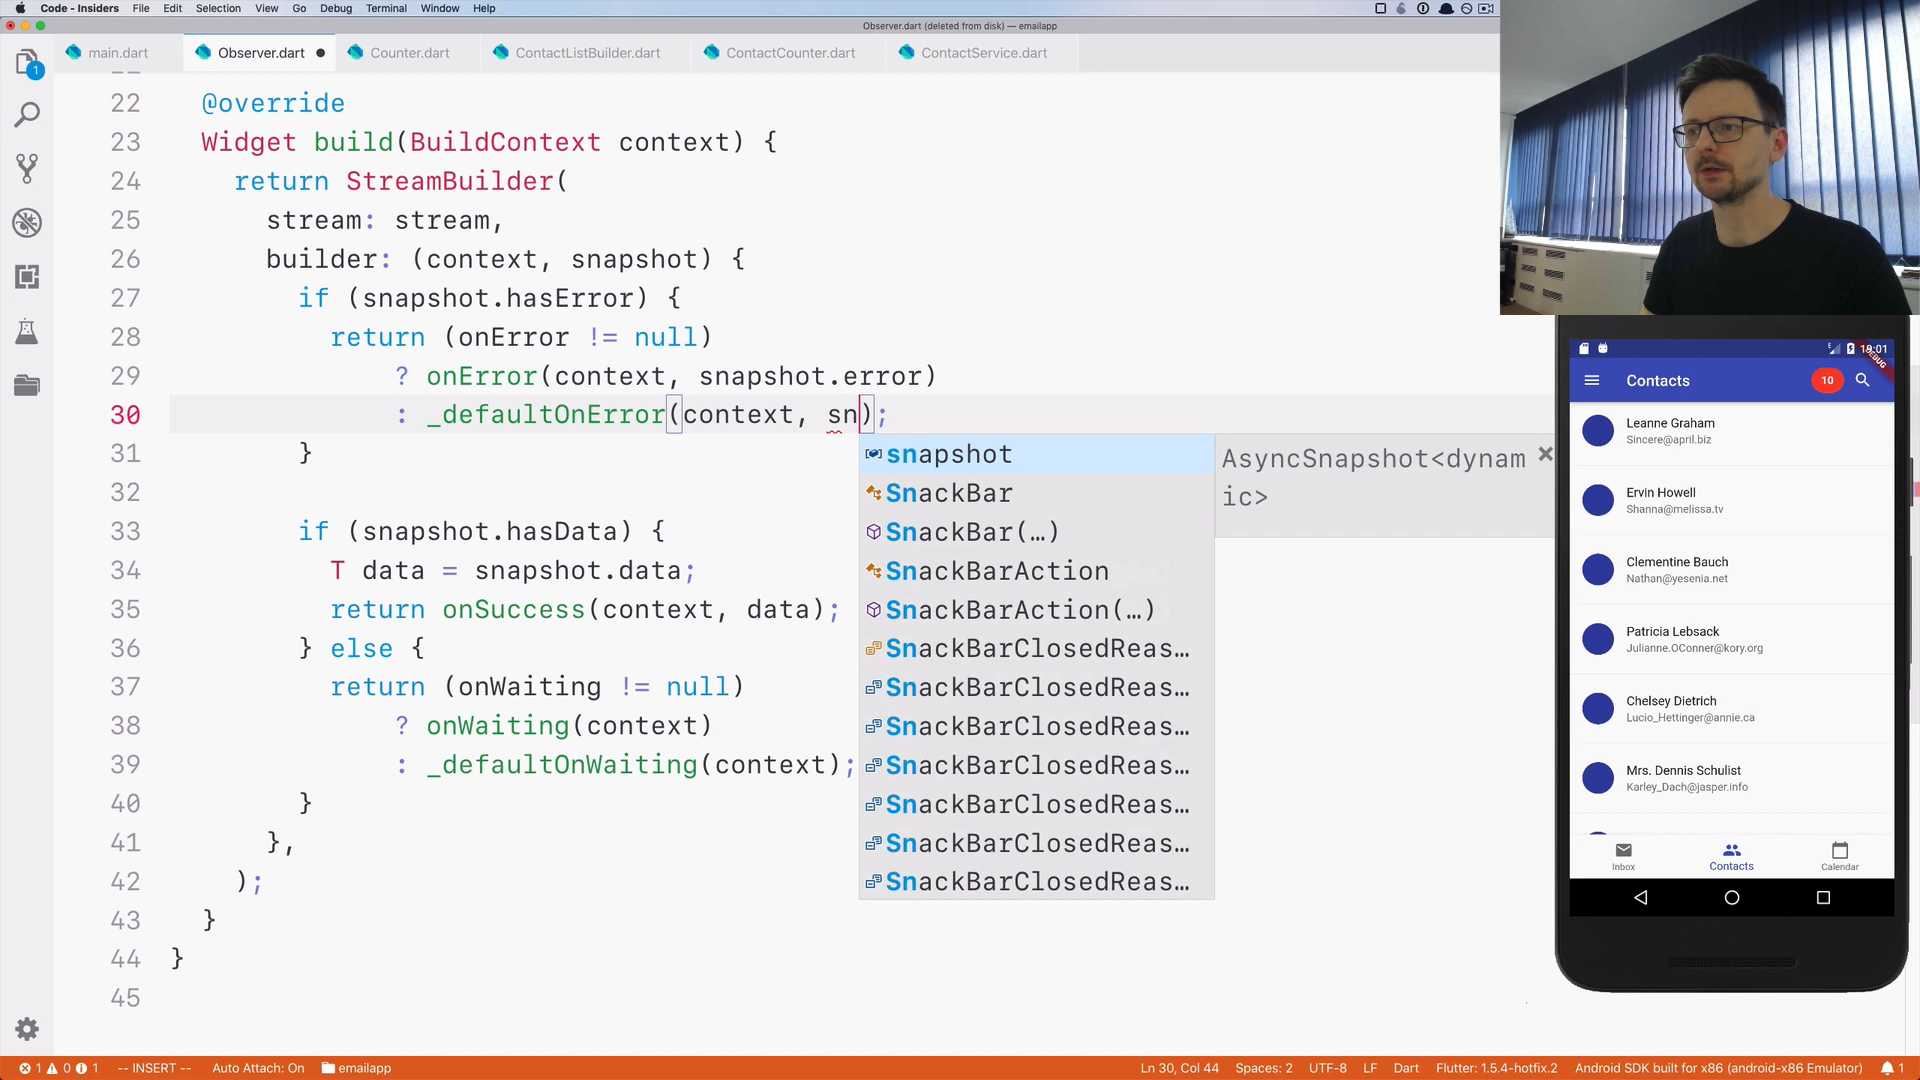 Code - Insiders File Edit Selection View Go Debug Terminal Window Help
Observer.dart (deleted from disk) — emailapp
main.dart Observer.dart Counter.dart ContactListBuilder.dart ContactCounter.dart ContactService.dart
1
22 @override
23 Widget build(BuildContext context) {
24 return StreamBuilder(
25 stream: stream,
26 builder: (context, snapshot) {
27 if (snapshot.hasError) {
28 return (onError != null)
29 ? onError(context, snapshot.error)
30 : _defaultOnError(context, sn);
31 }
32
33 if (snapshot.hasData) {
34 T data = snapshot.data;
35 return onSuccess(context, data);
36 } else {
37 return (onWaiting != null)
38 ? onWaiting(context)
39 : _defaultOnWaiting(context);
40 }
41 },
42 );
43 }
44 }
45
snapshot
SnackBar
SnackBar(…)
SnackBarAction
SnackBarAction(…)
SnackBarClosedReas…
SnackBarClosedReas…
SnackBarClosedReas…
SnackBarClosedReas…
SnackBarClosedReas…
SnackBarClosedReas…
SnackBarClosedReas…
AsyncSnapshot<dynam
ic>
19:01
DEBUG
Contacts 10
Leanne Graham
Sincere@april.biz
Ervin Howell
Shanna@melissa.tv
Clementine Bauch
Nathan@yesenia.net
Patricia Lebsack
Julianne.OConner@kory.org
Chelsey Dietrich
Lucio_Hettinger@annie.ca
Mrs. Dennis Schulist
Karley_Dach@jasper.info
Inbox Contacts Calendar
1 0 1 -- INSERT -- Auto Attach: On emailapp Ln 30, Col 44 Spaces: 2 UTF-8 LF Dart Flutter: 1.5.4-hotfix.2 Android SDK built for x86 (android-x86 Emulator) 1